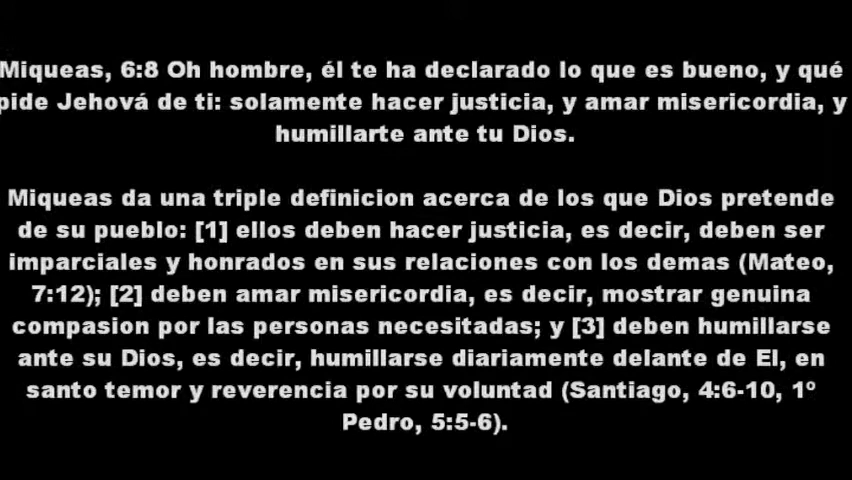 Miqueas, 6:8 Oh hombre, él te ha declarado lo que es bueno, y qué
pide Jehová de ti: solamente hacer justicia, y amar misericordia, y
humillarte ante tu Dios.
Miqueas da una triple definicion acerca de los que Dios pretende
de su pueblo: [1] ellos deben hacer justicia, es decir, deben ser
imparciales y honrados en sus relaciones con los demas (Mateo,
7:12); [2] deben amar misericordia, es decir, mostrar genuina
compasion por las personas necesitadas; y [3] deben humillarse
ante su Dios, es decir, humillarse diariamente delante de El, en
santo temor y reverencia por su voluntad (Santiago, 4:6-10, 1º
Pedro, 5:5-6).